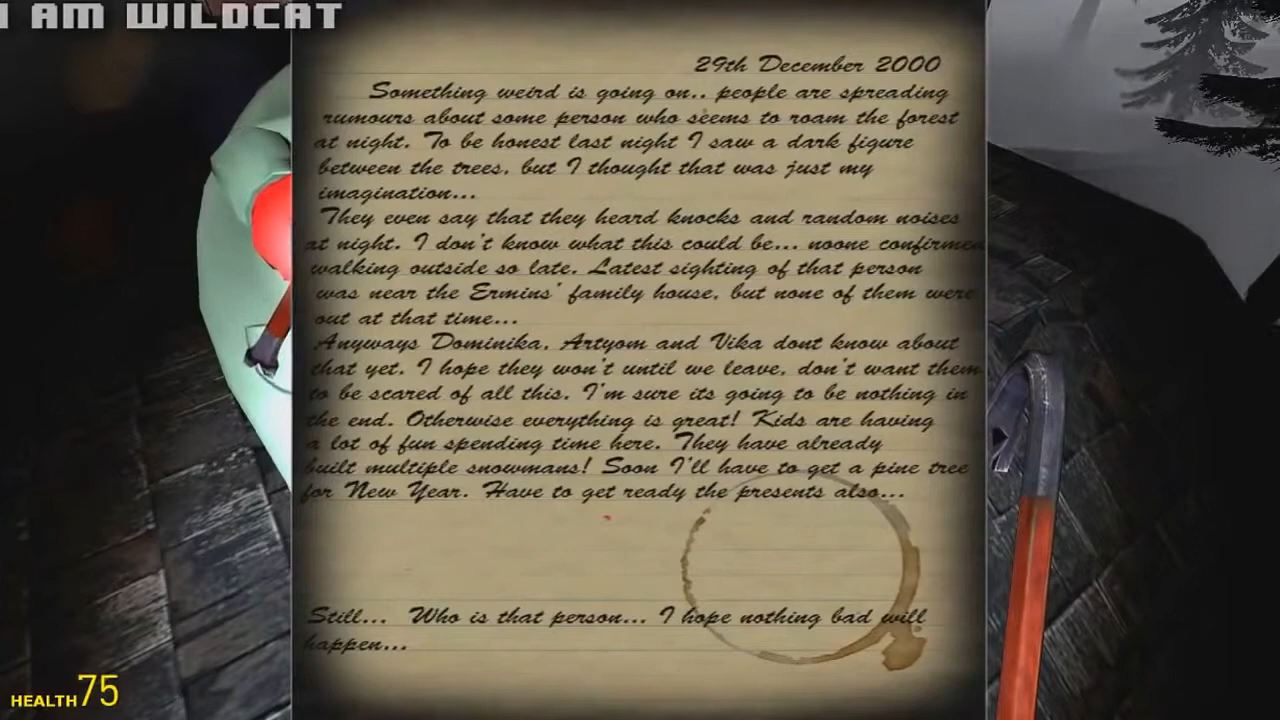 I AM WILDCAT
29th December 2000
Something weird is going on.. people are spreading
rumours about some person who seems to roam the forest
at night. To be honest last night I saw a dark figure
between the trees, but I thought that was just my
imagination...
They even say that they heard knocks and random noises
at night. I don't know what this could be... noone confirmed
walking outside so late. Latest sighting of that person
was near the Ermins' family house, but none of them were
out at that time...
Anyways Dominika, Artyom and Vika dont know about
that yet. I hope they won't until we leave, don't want them
to be scared of all this. I'm sure its going to be nothing in
the end. Otherwise everything is great! Kids are having
a lot of fun spending time here. They have already
built multiple snowmans! Soon I'll have to get a pine tree
for New Year. Have to get ready the presents also...
Still... Who is that person... I hope nothing bad will
happen...
HEALTH 75